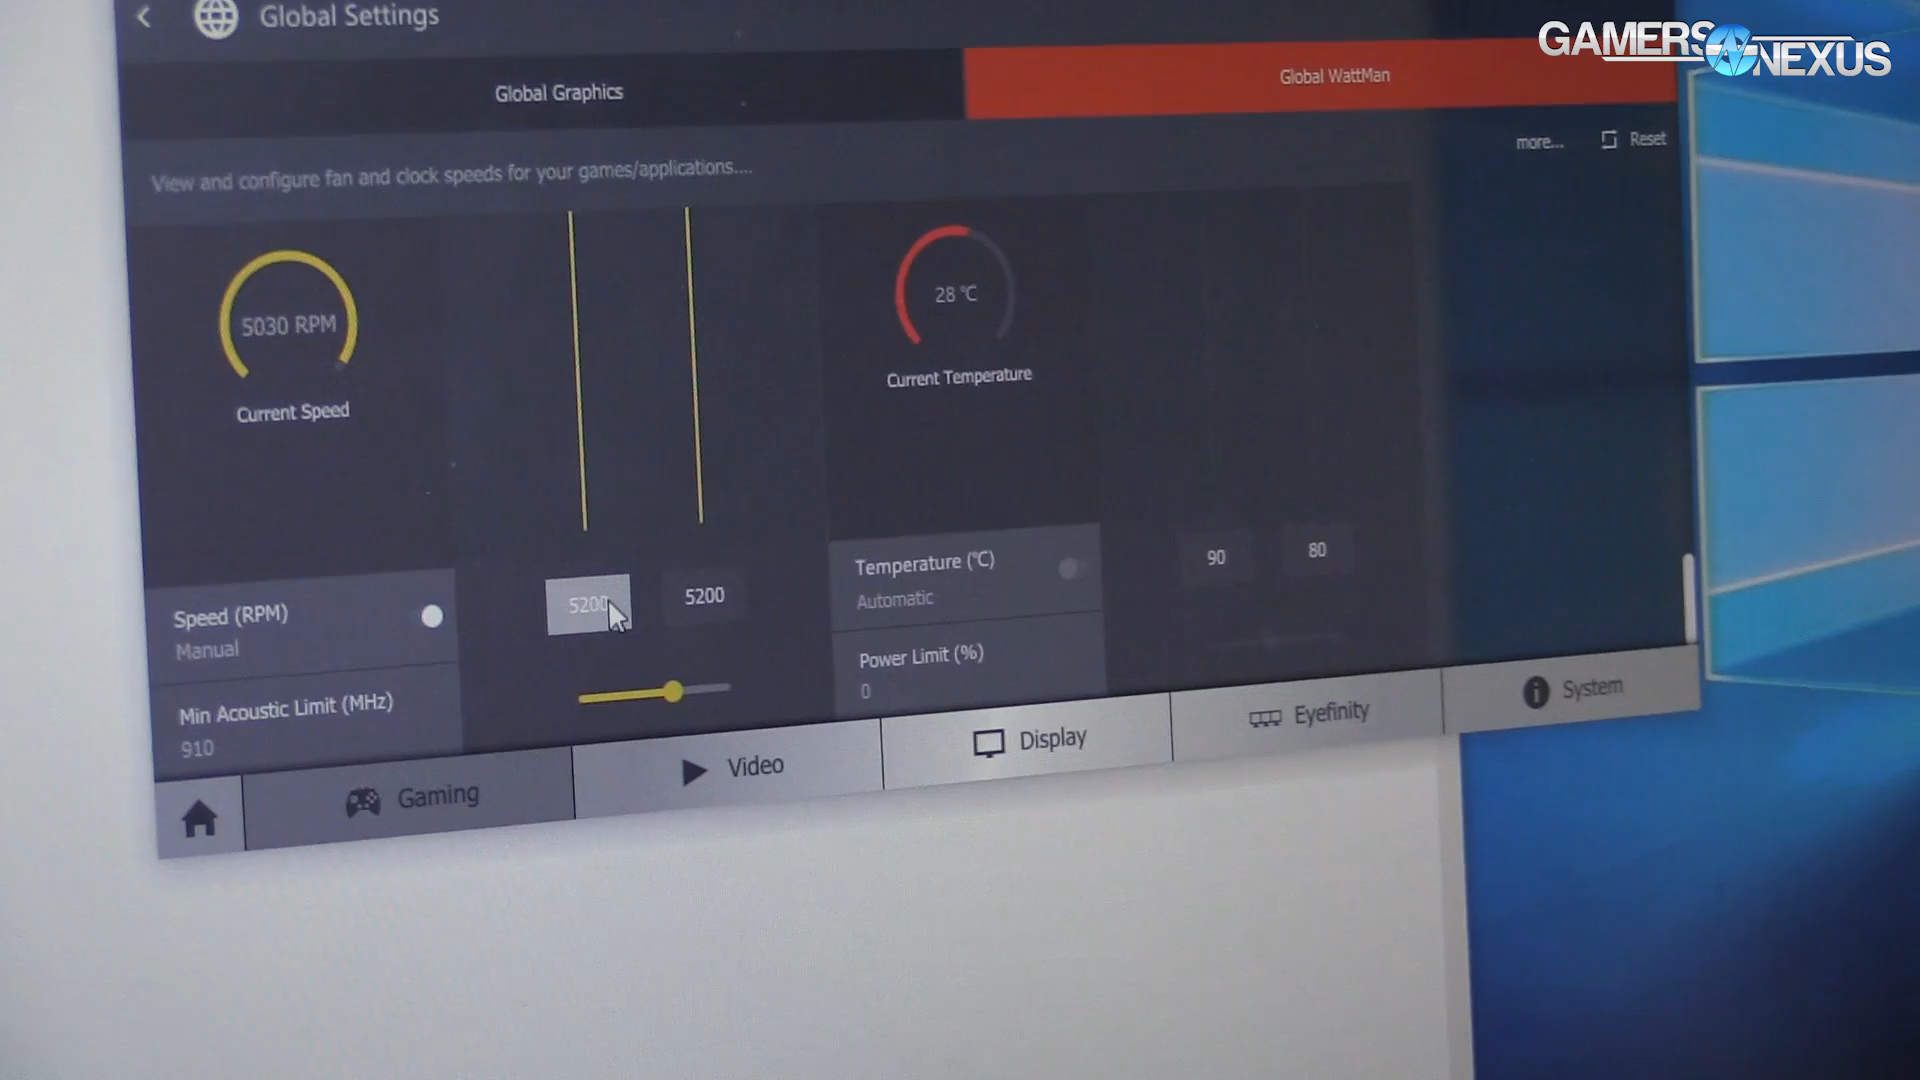 Global Settings
GAMERS NEXUS
Global Graphics
Global WattMan
more...
Reset
View and configure fan and clock speeds for your games/applications....
5030 RPM
Current Speed
28 °C
Current Temperature
Speed (RPM)
Manual
5200
5200
Temperature (°C)
Automatic
90
80
Min Acoustic Limit (MHz)
910
Power Limit (%)
0
Gaming
Video
Display
Eyefinity
System